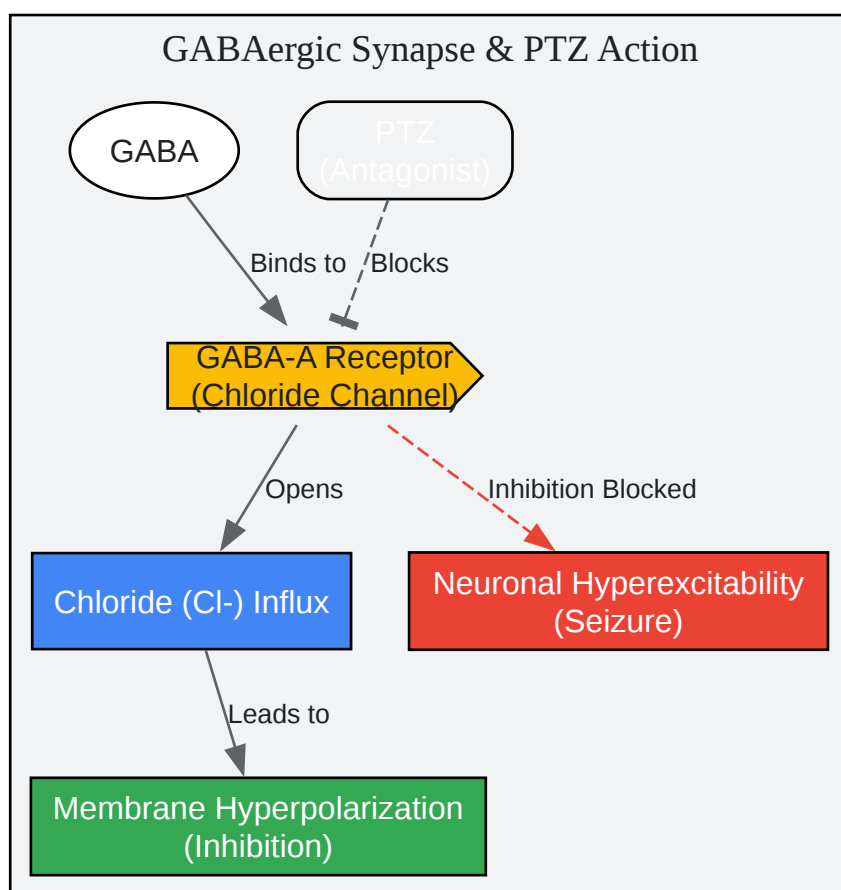 GABAergic Synapse & PTZ Action
GABA
PTZ
(Antagonist)
Binds to
Blocks
GABA-A Receptor
(Chloride Channel)
Opens
Inhibition Blocked
Chloride (Cl-) Influx
Neuronal Hyperexcitability
(Seizure)
Leads to
Membrane Hyperpolarization
(Inhibition)